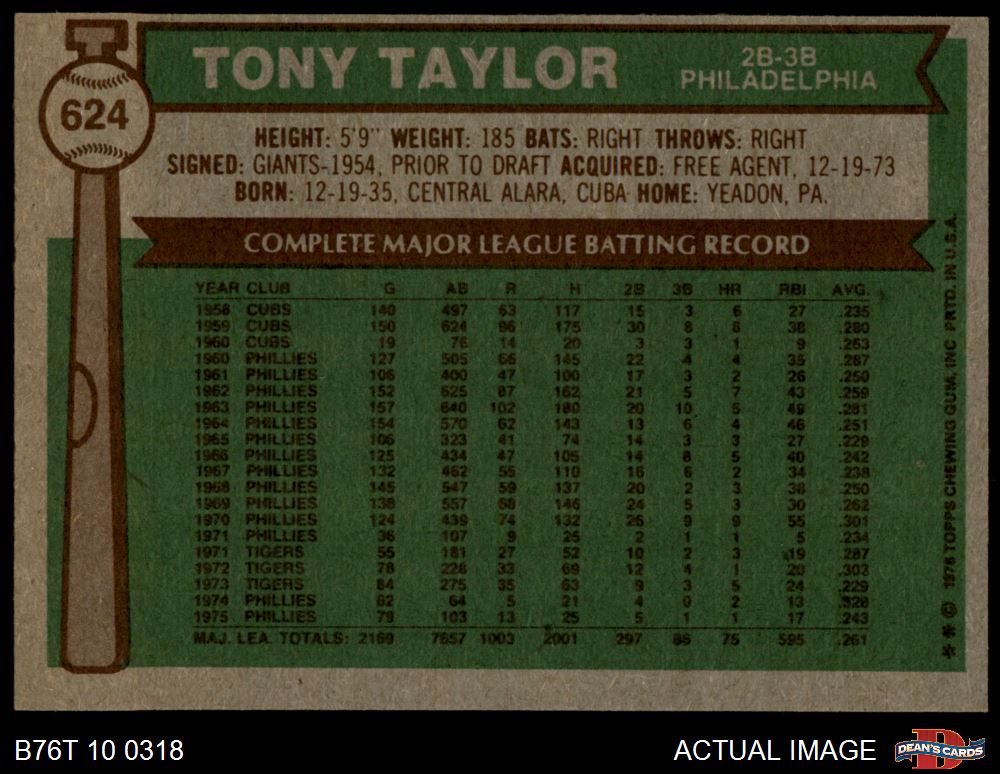 TONY TAYLOR
2B-3B
PHILADELPHIA
624
HEIGHT: 5'9" WEIGHT: 185 BATS: RIGHT THROWS: RIGHT
SIGNED: GIANTS-1954, PRIOR TO DRAFT ACQUIRED: FREE AGENT, 12-19-73
BORN: 12-19-35, CENTRAL ALARA, CUBA HOME: YEADON, PA.
COMPLETE MAJOR LEAGUE BATTING RECORD
YEAR CLUB G AB R H 2B 3B HR RBI AVG.
1958 CUBS 140 497 63 117 15 3 6 27 .235
1959 CUBS 150 624 96 175 30 8 8 38 .280
1960 CUBS 19 76 14 20 3 3 1 9 .263
1960 PHILLIES 127 505 66 145 22 4 4 35 .287
1961 PHILLIES 106 400 47 100 17 3 2 26 .250
1962 PHILLIES 152 625 87 162 21 5 7 43 .259
1963 PHILLIES 157 640 102 180 20 10 5 49 .281
1964 PHILLIES 154 570 62 143 13 6 4 46 .251
1965 PHILLIES 106 323 41 74 14 3 3 27 .229
1966 PHILLIES 125 434 47 105 14 8 5 40 .242
1967 PHILLIES 132 462 55 110 16 6 2 34 .238
1968 PHILLIES 145 547 59 137 20 2 3 38 .250
1969 PHILLIES 138 557 68 146 24 5 3 30 .262
1970 PHILLIES 124 439 74 132 26 9 9 55 .301
1971 PHILLIES 36 107 9 25 2 1 1 5 .234
1971 TIGERS 55 181 27 52 10 2 3 19 .287
1972 TIGERS 78 228 33 69 12 4 1 20 .303
1973 TIGERS 84 275 35 63 9 3 5 24 .229
1974 PHILLIES 62 64 5 21 4 0 2 13 .328
1975 PHILLIES 79 103 13 25 5 1 1 17 .243
MAJ. LEA. TOTALS: 2169 7657 1003 2001 297 86 75 595 .261
** © 1976 TOPPS CHEWING GUM, INC PRTD. IN U.S.A.
B76T 10 0318
ACTUAL IMAGE
D
DEAN'S CARDS